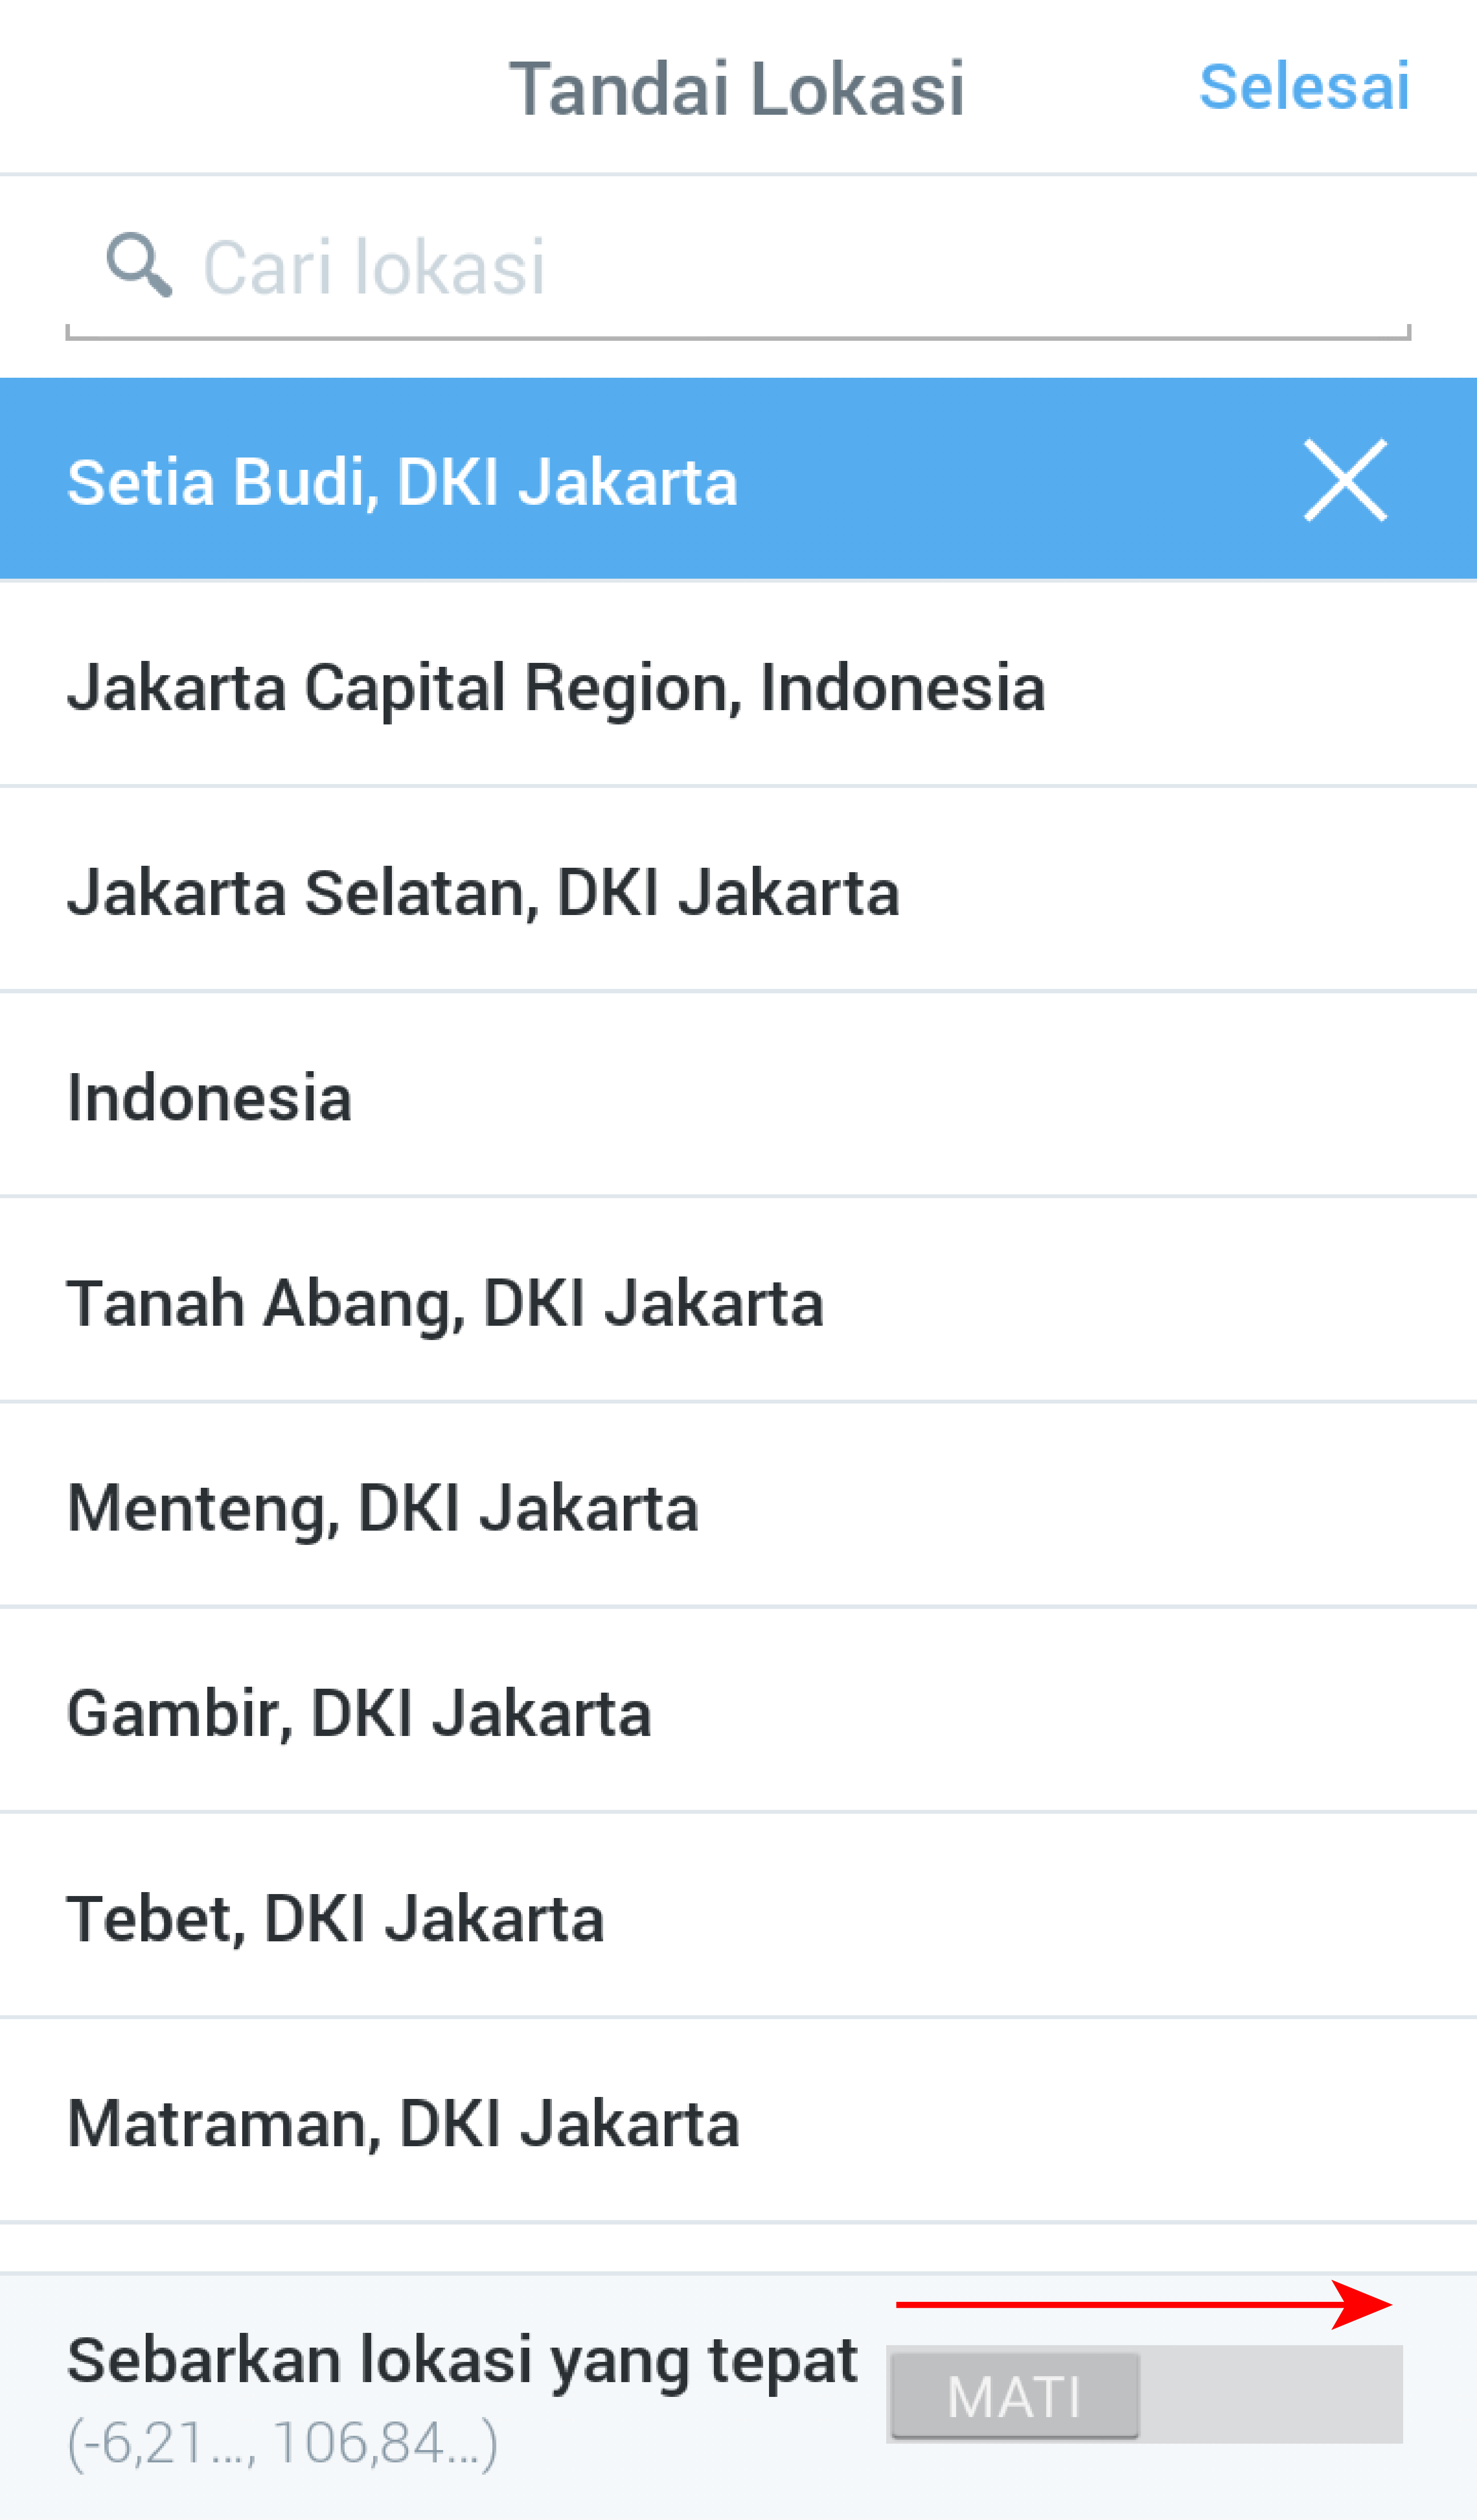 Tandai Lokasi
Selesai
Cari lokasi
Setia Budi, DKI Jakarta
Jakarta Capital Region, Indonesia
Jakarta Selatan, DKI Jakarta
Indonesia
Tanah Abang, DKI Jakarta
Menteng, DKI Jakarta
Gambir, DKI Jakarta
Tebet, DKI Jakarta
Matraman, DKI Jakarta
Sebarkan lokasi yang tepat
MATI
(-6,21..., 106,84...)